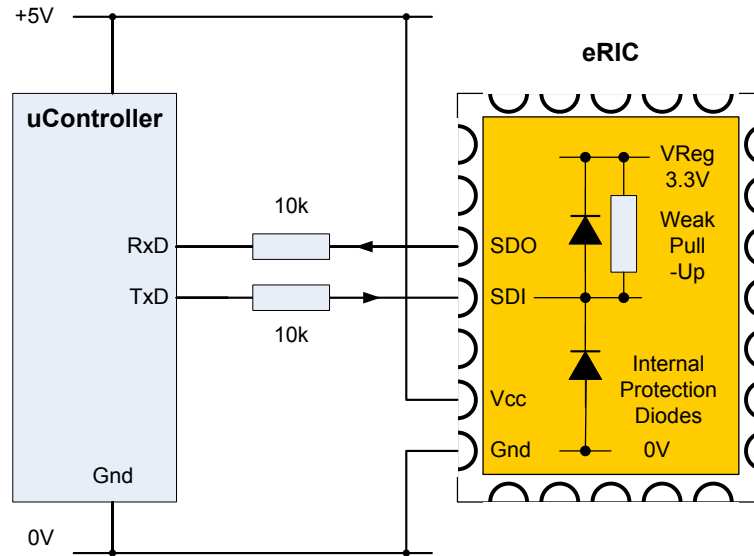 +5V
eRIC
uController
VReg
3.3V
10k
Weak
Pull
-Up
RxD
SDO
TxD
SDI
10k
Internal
Protection
Diodes
Vcc
Gnd
0V
Gnd
0V